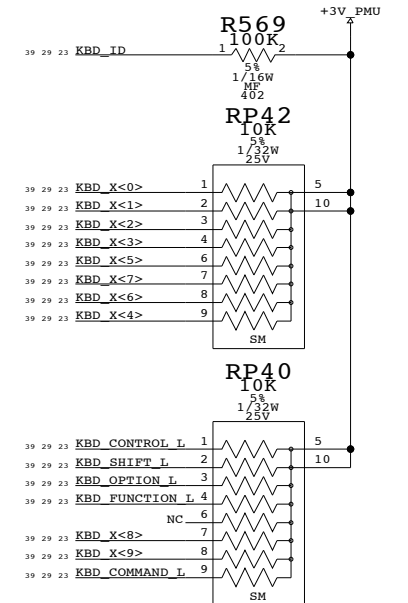 +3V_PMU
R569
100K
39 29 23 KBD_ID 1 2
5%
1/16W
MF
402
RP42
10K
5%
1/32W
25V
39 29 23 KBD_X<0> 1 5
39 29 23 KBD_X<1> 2 10
39 29 23 KBD_X<2> 3
39 29 23 KBD_X<3> 4
39 29 23 KBD_X<5> 6
39 29 23 KBD_X<7> 7
39 29 23 KBD_X<6> 8
39 29 23 KBD_X<4> 9
SM
RP40
10K
5%
1/32W
25V
39 29 23 KBD_CONTROL_L 1 5
39 29 23 KBD_SHIFT_L 2 10
39 29 23 KBD_OPTION_L 3
39 29 23 KBD_FUNCTION_L 4
NC 6
39 29 23 KBD_X<8> 7
39 29 23 KBD_X<9> 8
39 29 23 KBD_COMMAND_L 9
SM